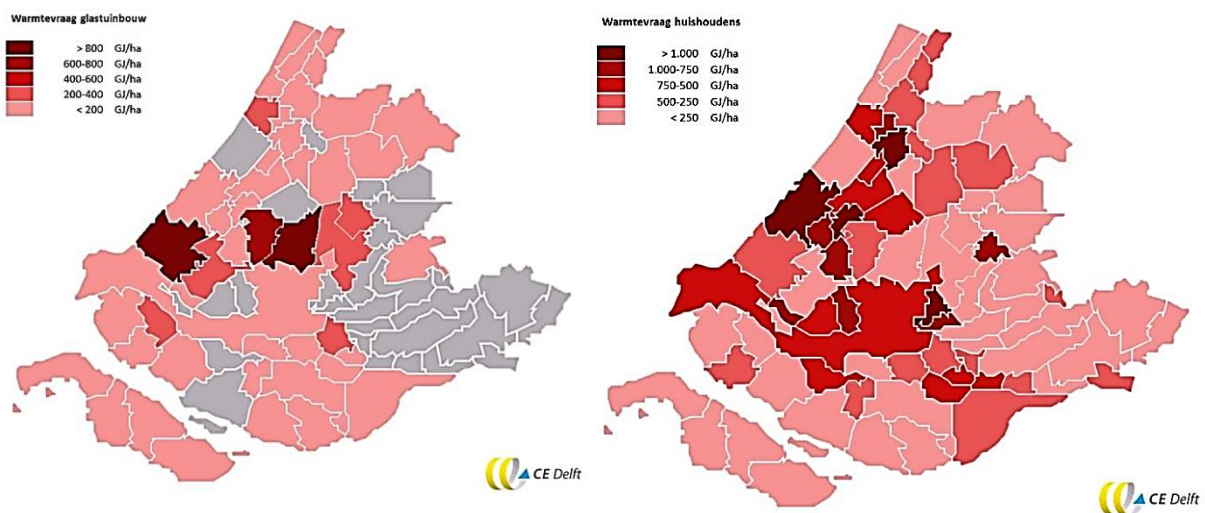 Warmtevraag glastuinbouw
> 800 GJ/ha
600-800 GJ/ha
400-600 GJ/ha
200-400 GJ/ha
< 200 GJ/ha
CE Delft
Warmtevraag huishoudens
> 1.000 GJ/ha
1.000-750 GJ/ha
750-500 GJ/ha
500-250 GJ/ha
< 250 GJ/ha
CE Delft